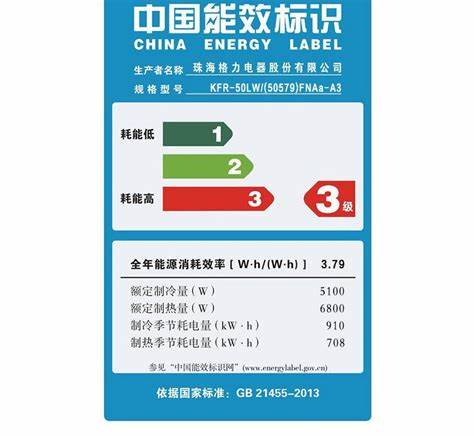 中国能效标识
CHINA ENERGY LABEL
生产者名称 珠海格力电器股份有限公司
规格型号 KFR-50LW/(50579)FNAa-A3
耗能低 1
2
耗能高 3 3级
全年能源消耗效率[W·h/(W·h)] 3.79
额定制冷量(W) 5100
额定制热量(W) 6800
制冷季节耗电量(kW·h) 910
制热季节耗电量(kW·h) 708
参见“中国能效标识网”(www.energylabel.gov.cn)
依据国家标准: GB 21455-2013